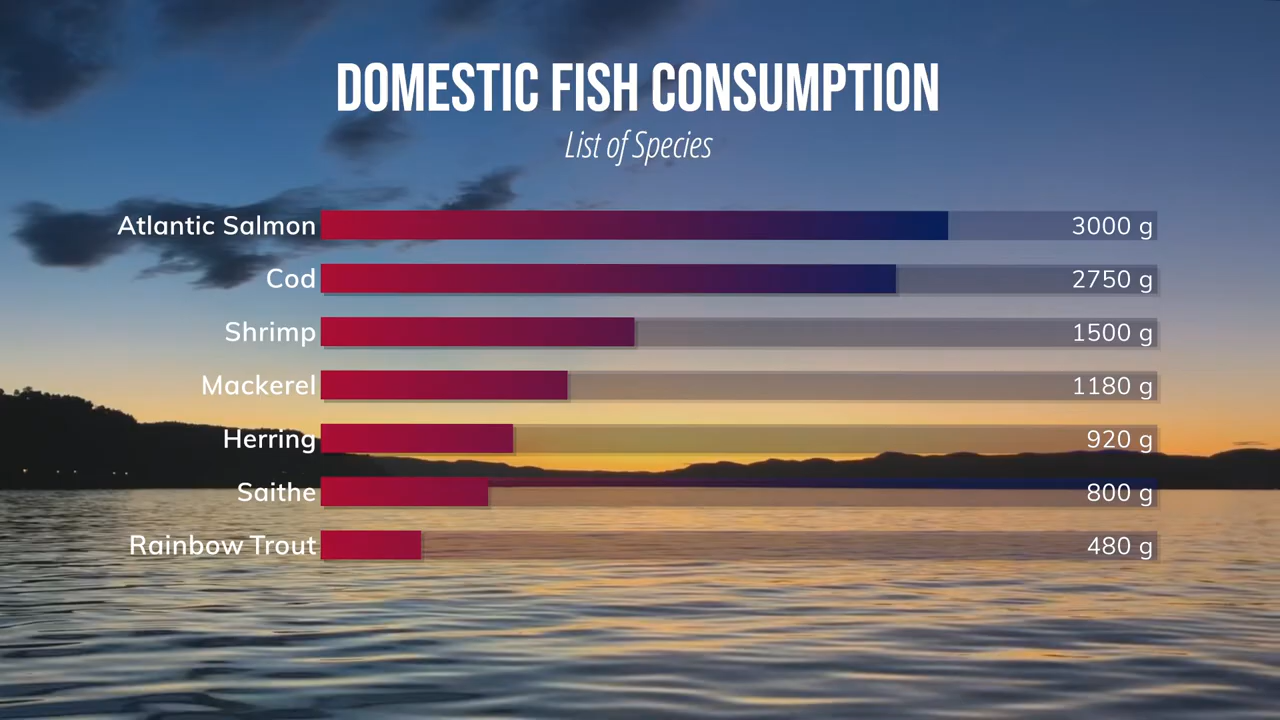 DOMESTIC FISH CONSUMPTION
List of Species
Atlantic Salmon 3000 g
Cod 2750 g
Shrimp 1500 g
Mackerel 1180 g
Herring 920 g
Saithe 800 g
Rainbow Trout 480 g